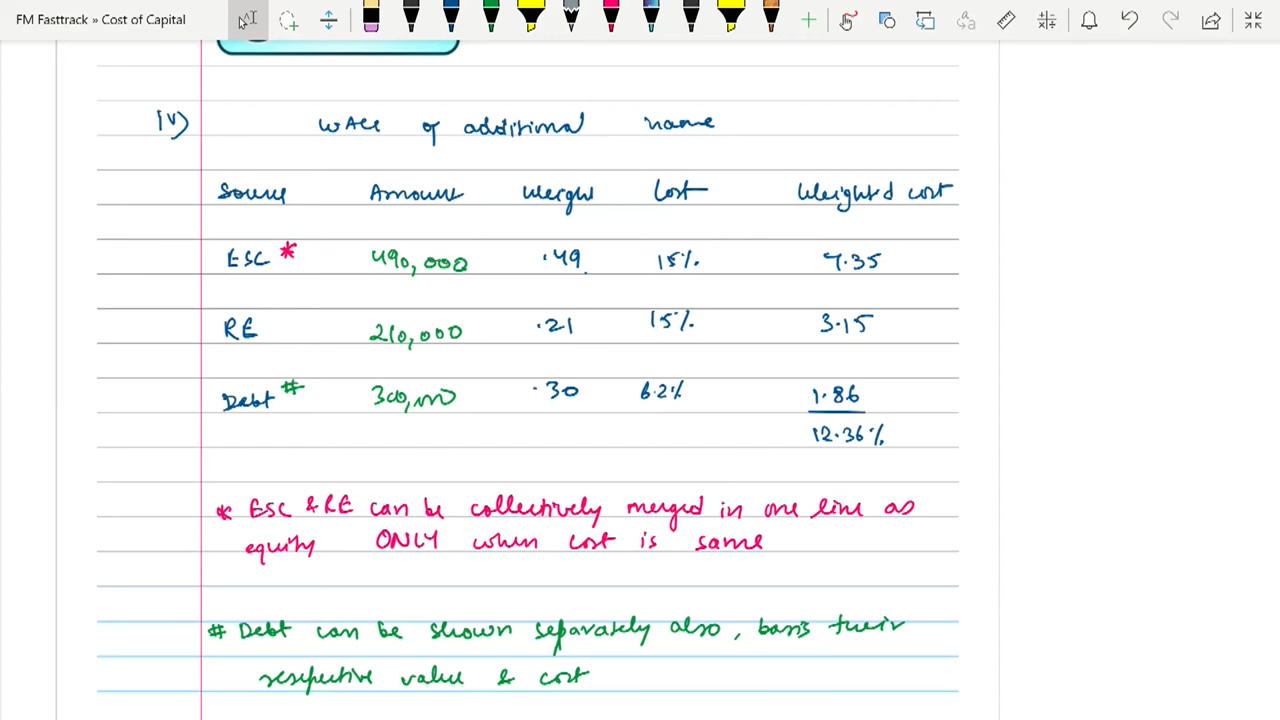 FM Fasttrack » Cost of Capital
iv) WACC of additional name
Source Amount Weight Cost Weighted cost
ESC * 490,000 .49 15% 7.35
RE 210,000 .21 15% 3.15
Debt # 300,000 .30 6.2% 1.86
12.36%
* ESC & RE can be collectively merged in one line as
equity ONLY when cost is same
# Debt can be shown separately also, basis their
respective value & cost